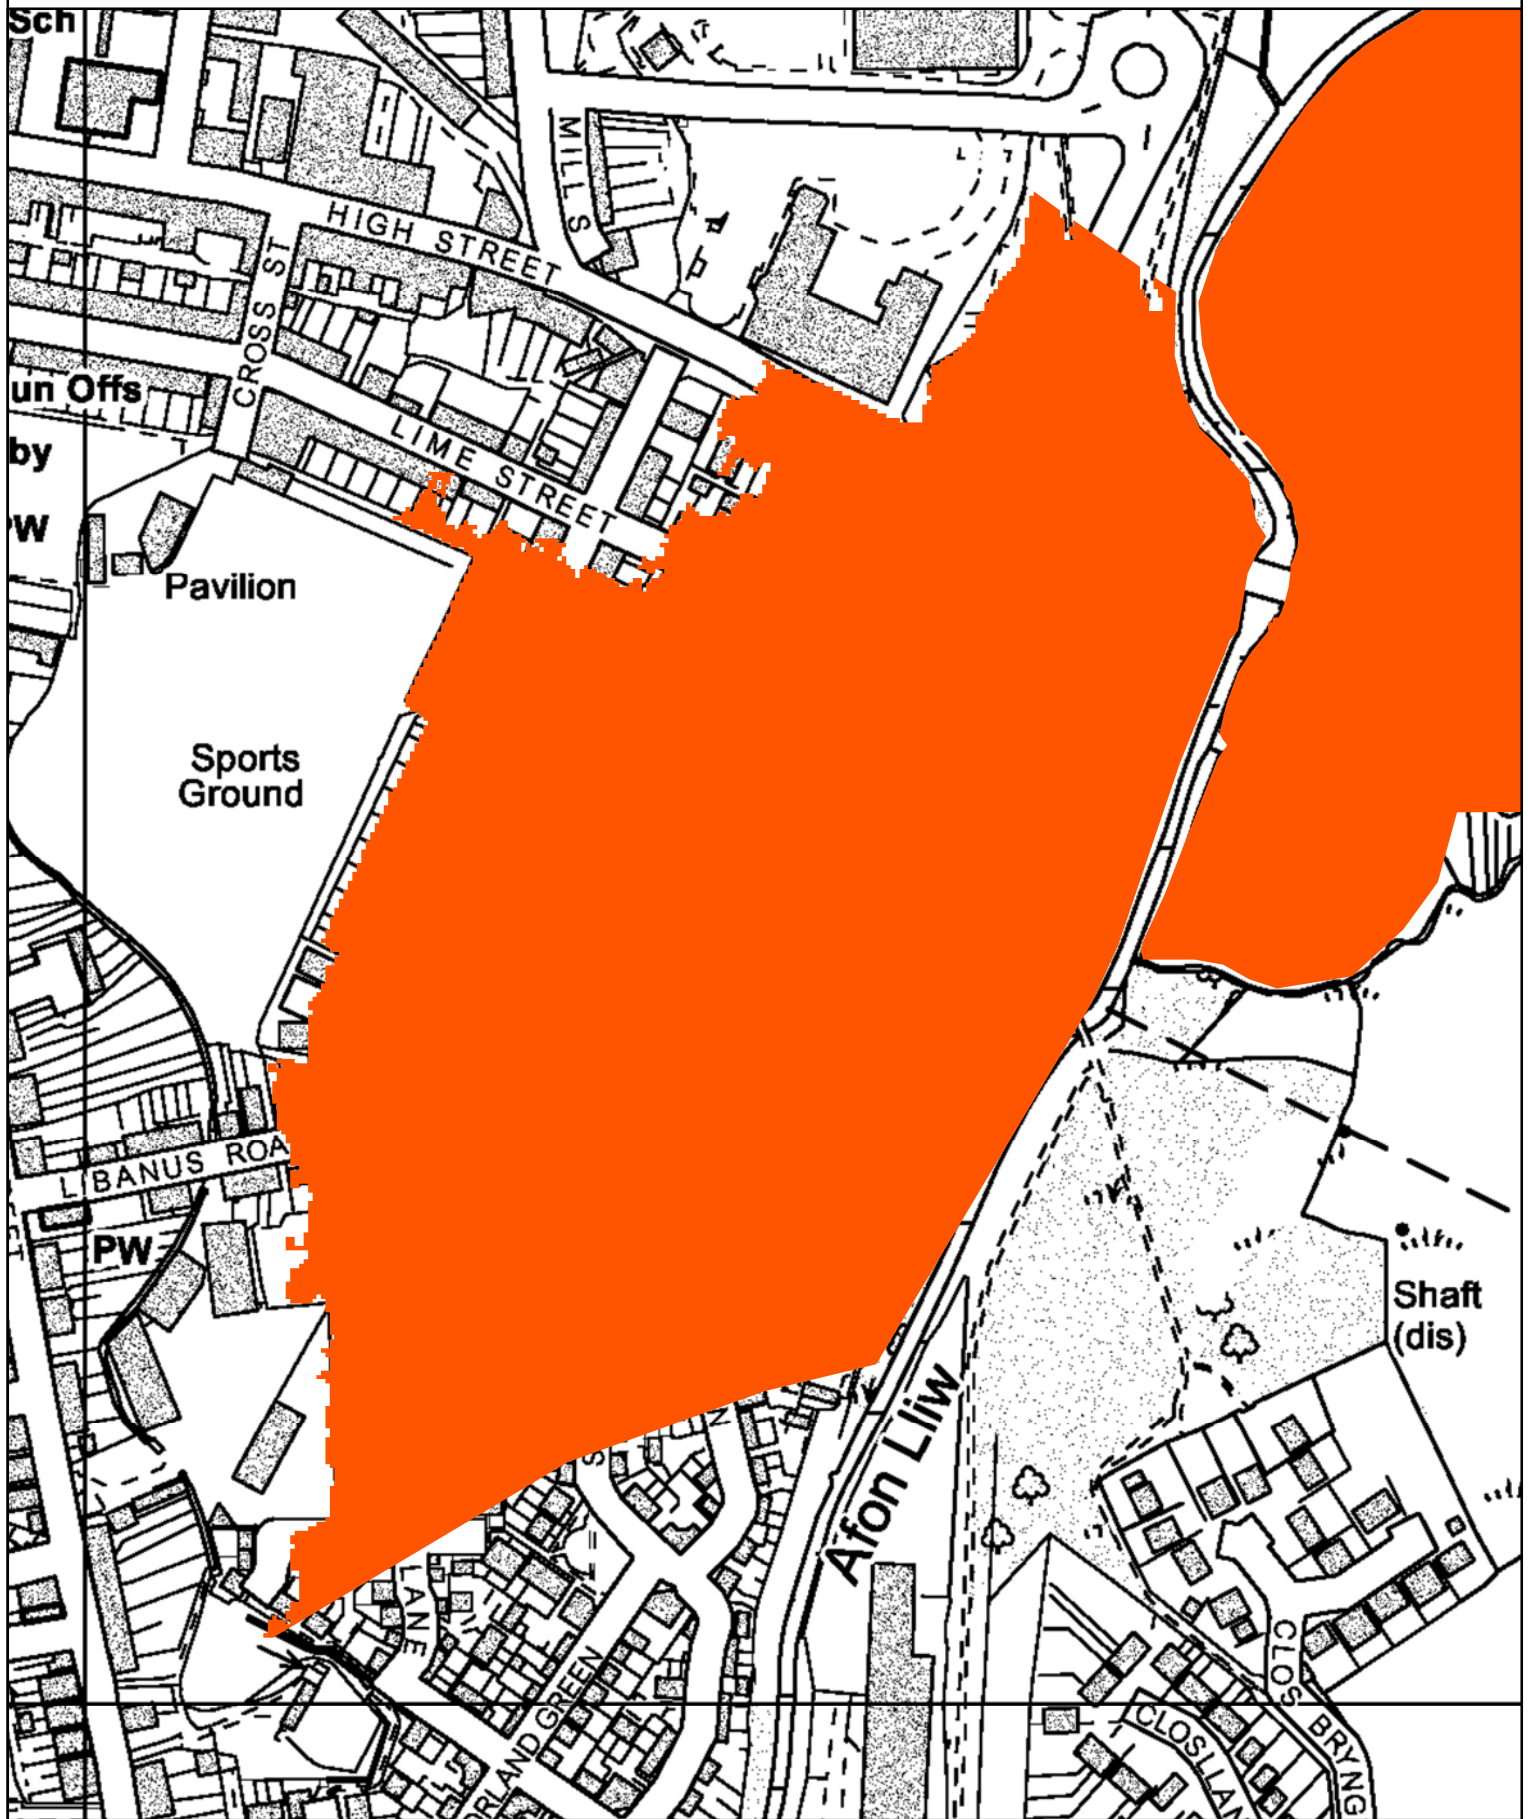 Sch
MILL S
HIGH STREET
CROSS ST
un Offs
LIME STREET
by
W
Pavilion
Sports
Ground
LIBANUS ROA
PW
Shaft
(dis)
Afon Lliw
LANE
ORLAND GREEN
CLOS BRYNG
CLOS LLAN